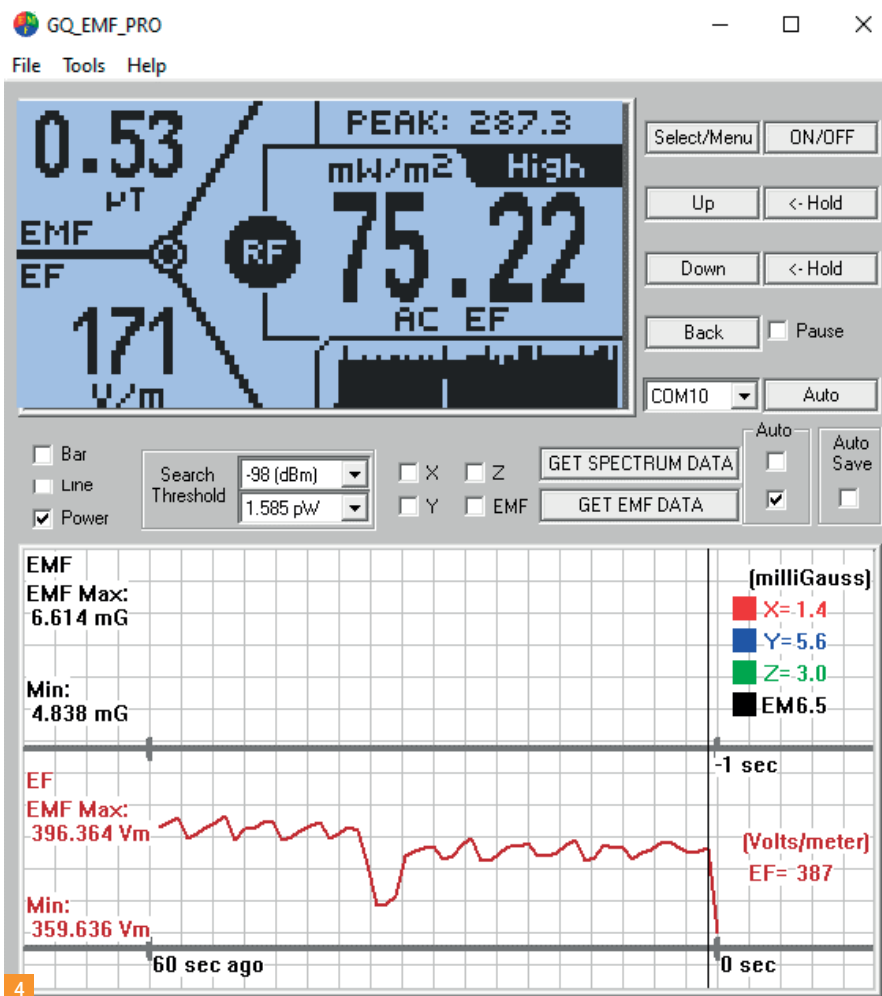 GQ_EMF_PRO
File Tools Help
0.53
µT
EMF
EF
171
V/m
PEAK: 287.3
mW/m2 High
RF
75.22
AC EF
Select/Menu ON/OFF
Up <- Hold
Down <- Hold
Back Pause
COM10 Auto
Bar
Line
Power
Search
Threshold
-98 (dBm)
1.585 pW
X Z
Y EMF
GET SPECTRUM DATA
GET EMF DATA
Auto
Auto
Save
EMF
EMF Max:
6.614 mG
Min:
4.838 mG
(milliGauss)
X= 1.4
Y=5.6
Z= 3.0
EM6.5
-1 sec
EF
EMF Max:
396.364 Vm
Min:
359.636 Vm
(Volts/meter)
EF= 387
60 sec ago
0 sec
4